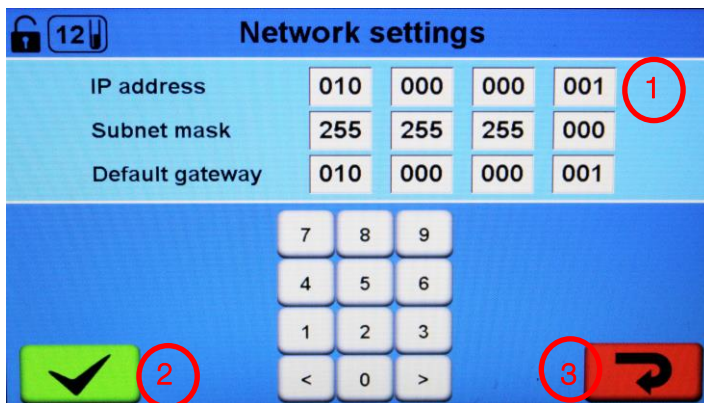 12 Network settings
IP address 010 000 000 001 1
Subnet mask 255 255 255 000
Default gateway 010 000 000 001
7 8 9
4 5 6
1 2 3
2 < 0 > 3